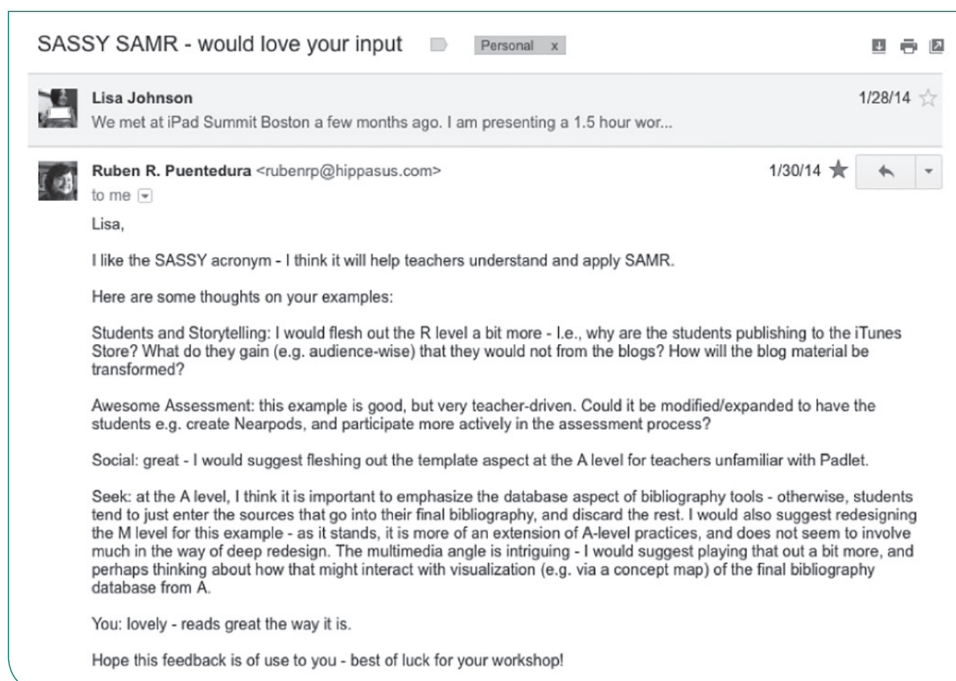 SASSY SAMR - would love your input
Personal x
Lisa Johnson 1/28/14
We met at iPad Summit Boston a few months ago. I am presenting a 1.5 hour wor...
Ruben R. Puentedura <rubenrp@hippasus.com> 1/30/14
to me
Lisa,
I like the SASSY acronym - I think it will help teachers understand and apply SAMR.
Here are some thoughts on your examples:
Students and Storytelling: I would flesh out the R level a bit more - I.e., why are the students publishing to the iTunes
Store? What do they gain (e.g. audience-wise) that they would not from the blogs? How will the blog material be
transformed?
Awesome Assessment: this example is good, but very teacher-driven. Could it be modified/expanded to have the
students e.g. create Nearpods, and participate more actively in the assessment process?
Social: great - I would suggest fleshing out the template aspect at the A level for teachers unfamiliar with Padlet.
Seek: at the A level, I think it is important to emphasize the database aspect of bibliography tools - otherwise, students
tend to just enter the sources that go into their final bibliography, and discard the rest. I would also suggest redesigning
the M level for this example - as it stands, it is more of an extension of A-level practices, and does not seem to involve
much in the way of deep redesign. The multimedia angle is intriguing - I would suggest playing that out a bit more, and
perhaps thinking about how that might interact with visualization (e.g. via a concept map) of the final bibliography
database from A.
You: lovely - reads great the way it is.
Hope this feedback is of use to you - best of luck for your workshop!